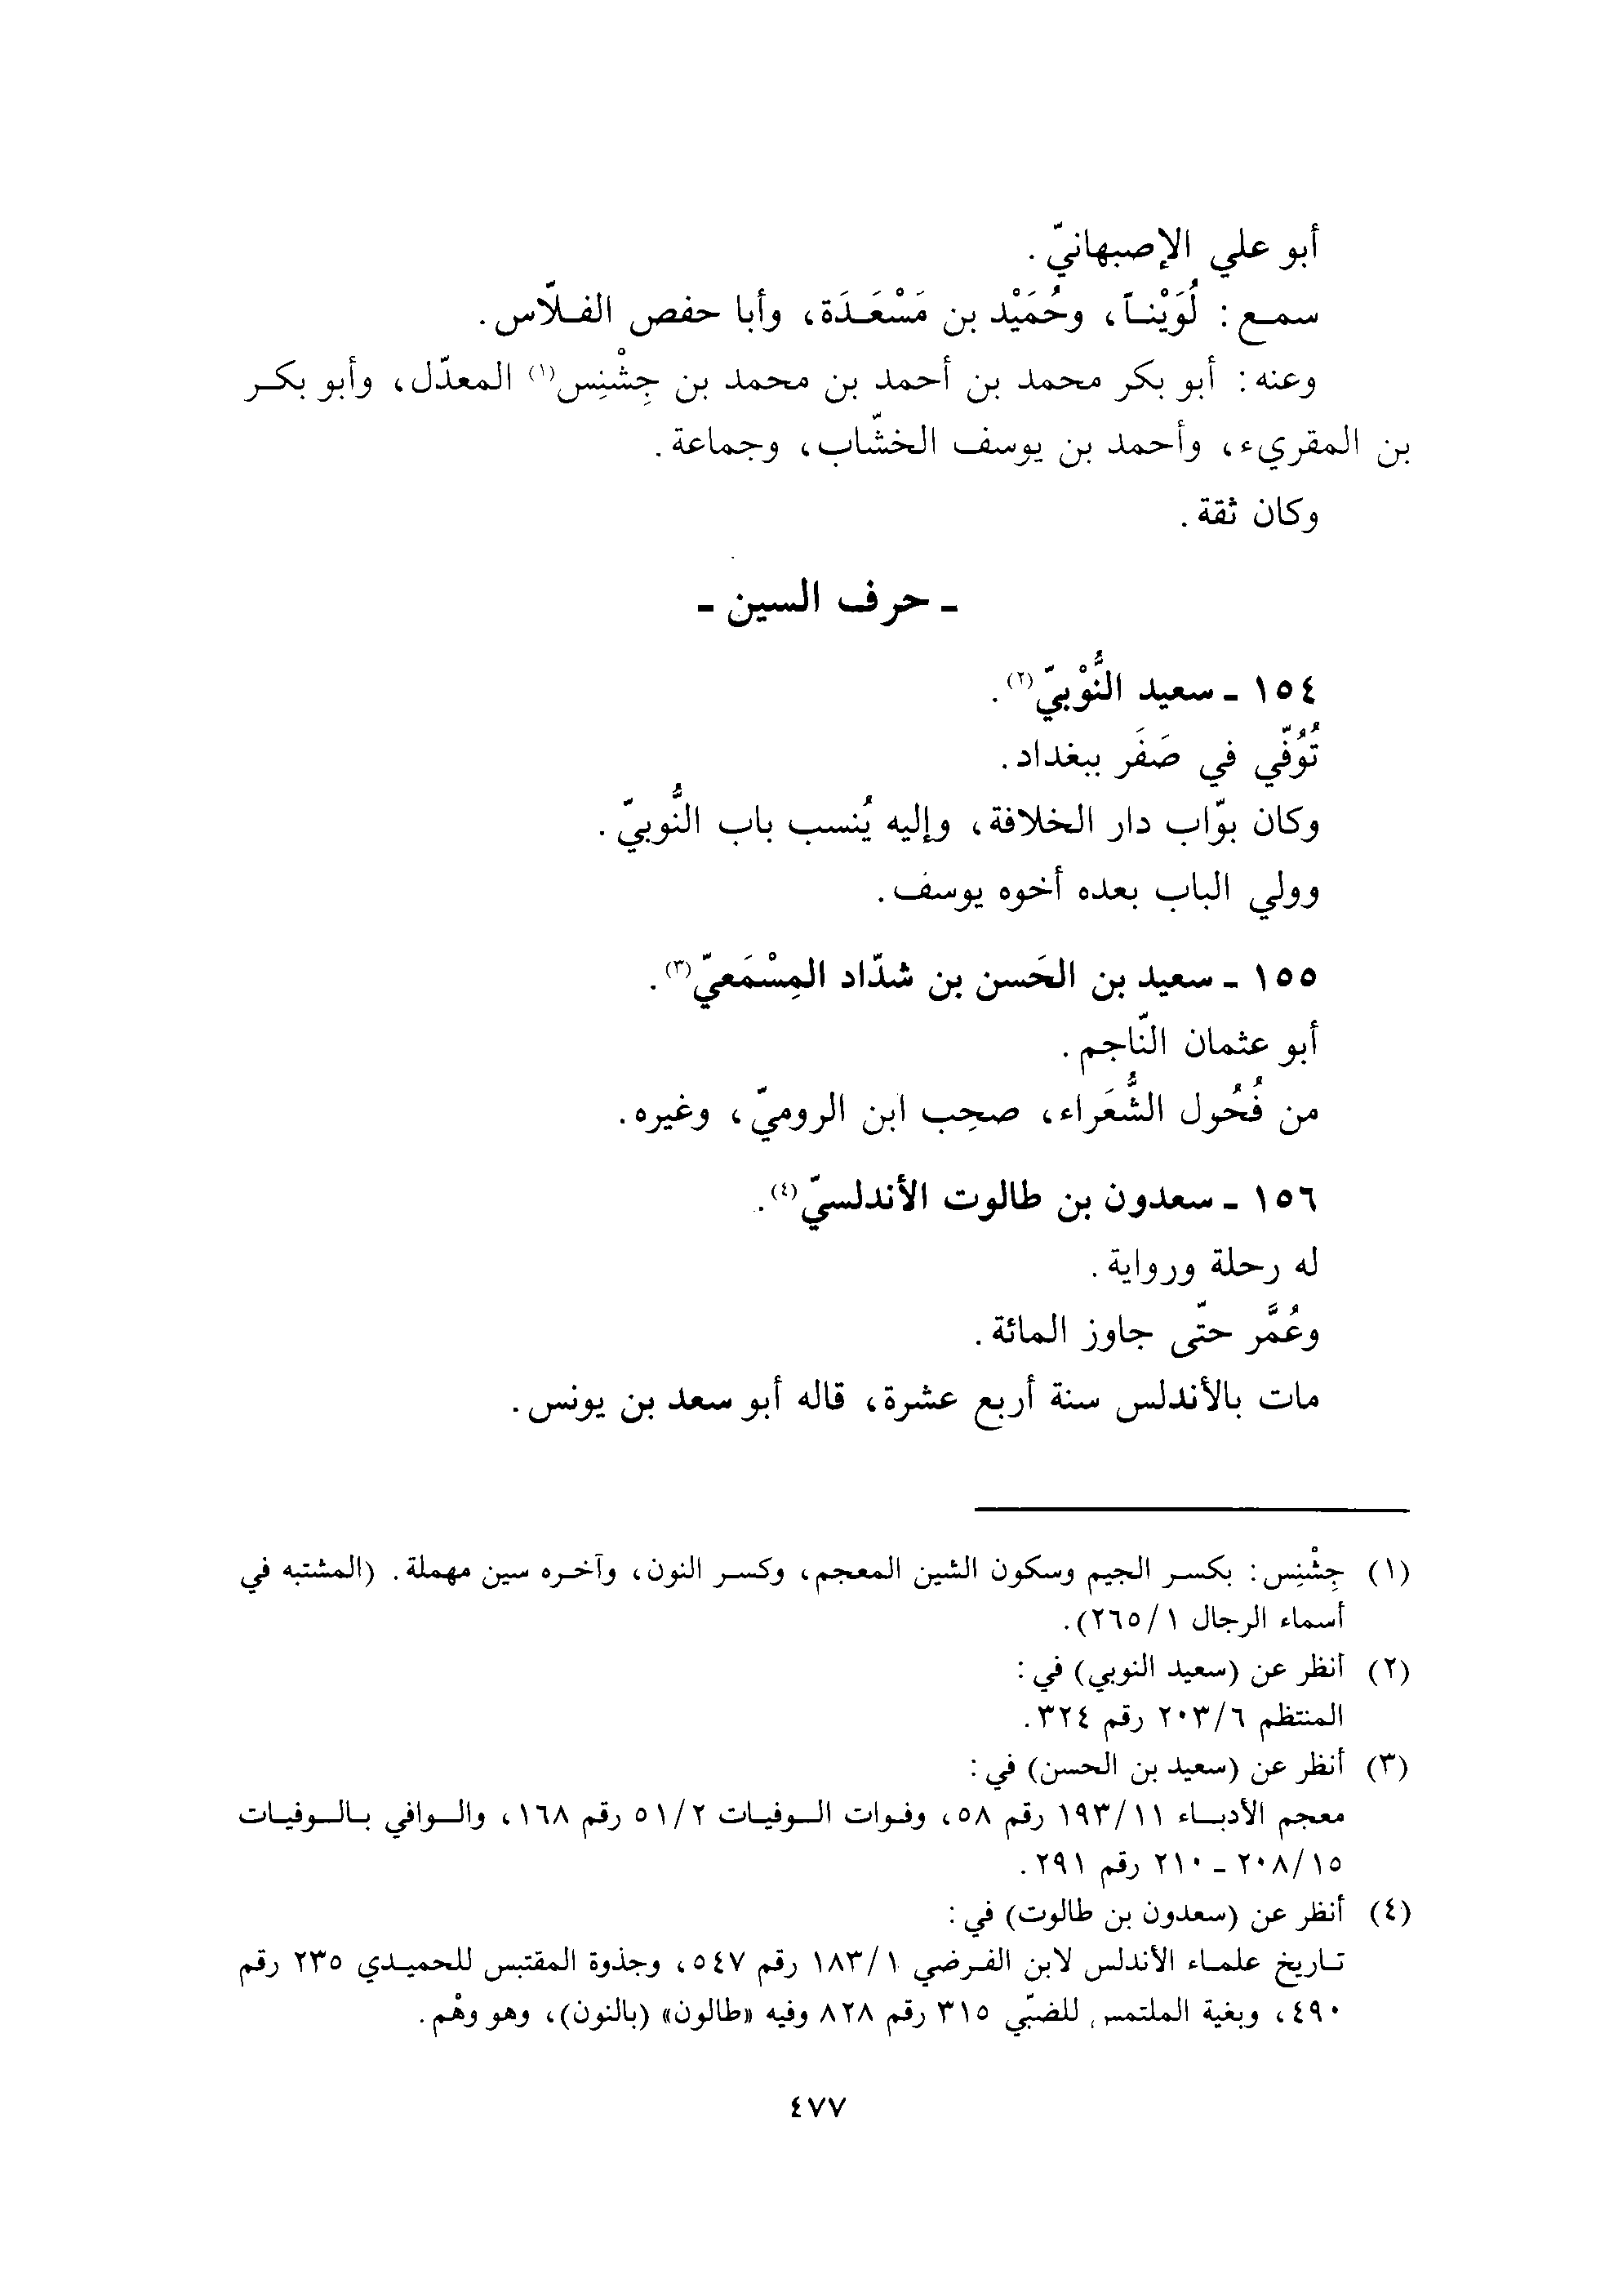 أبو علي الإصبهانيّ.
سمع: لُوَيْناً، وحُمَيْد بن مَسْعَدَة، وأبا حفص الفلّاس.
وعنه: أبو بكر محمد بن أحمد بن محمد بن جِشْنِس(١) المعدّل، وأبو بكر
بن المقريء، وأحمد بن يوسف الخشّاب، وجماعة.
وكان ثقة.
- حرف السين -
١٥٤ - سعيد النُّوْبيّ(٢).
تُوُفّي في صَفَر ببغداد.
وكان بوّاب دار الخلافة، وإليه يُنسب باب النُّوبيّ.
وولي الباب بعده أخوه يوسف.
١٥٥ - سعيد بن الحَسن بن شدّاد المِسْمَعيّ(٣).
أبو عثمان النّاجم.
من فُحُول الشُّعَراء، صحِب ابن الروميّ، وغيره.
١٥٦ - سعدون بن طالوت الأندلسيّ(٤).
له رحلة ورواية.
وعُمَّر حتّى جاوز المائة.
مات بالأندلس سنة أربع عشرة، قاله أبو سعد بن يونس.
(١) جِشْنِس: بكسر الجيم وسكون الشين المعجم، وكسر النون، وآخره سين مهملة. (المشتبه في
أسماء الرجال ١/٢٦٥).
(٢) أنظر عن (سعيد النوبي) في:
المنتظم ٦/٢٠٣ رقم ٣٢٤.
(٣) أنظر عن (سعيد بن الحسن) في:
معجم الأدباء ١١/١٩٣ رقم ٥٨، وفوات الوفيات ٢/٥١ رقم ١٦٨، والوافي بالوفيات
١٥/٢٠٨ - ٢١٠ رقم ٢٩١.
(٤) أنظر عن (سعدون بن طالوت) في:
تاريخ علماء الأندلس لابن الفرضي ١/١٨٣ رقم ٥٤٧، وجذوة المقتبس للحميدي ٢٣٥ رقم
٤٩٠، وبغية الملتمس للضبّي ٣١٥ رقم ٨٢٨ وفيه «طالون» (بالنون)، وهو وهْم.
٤٧٧